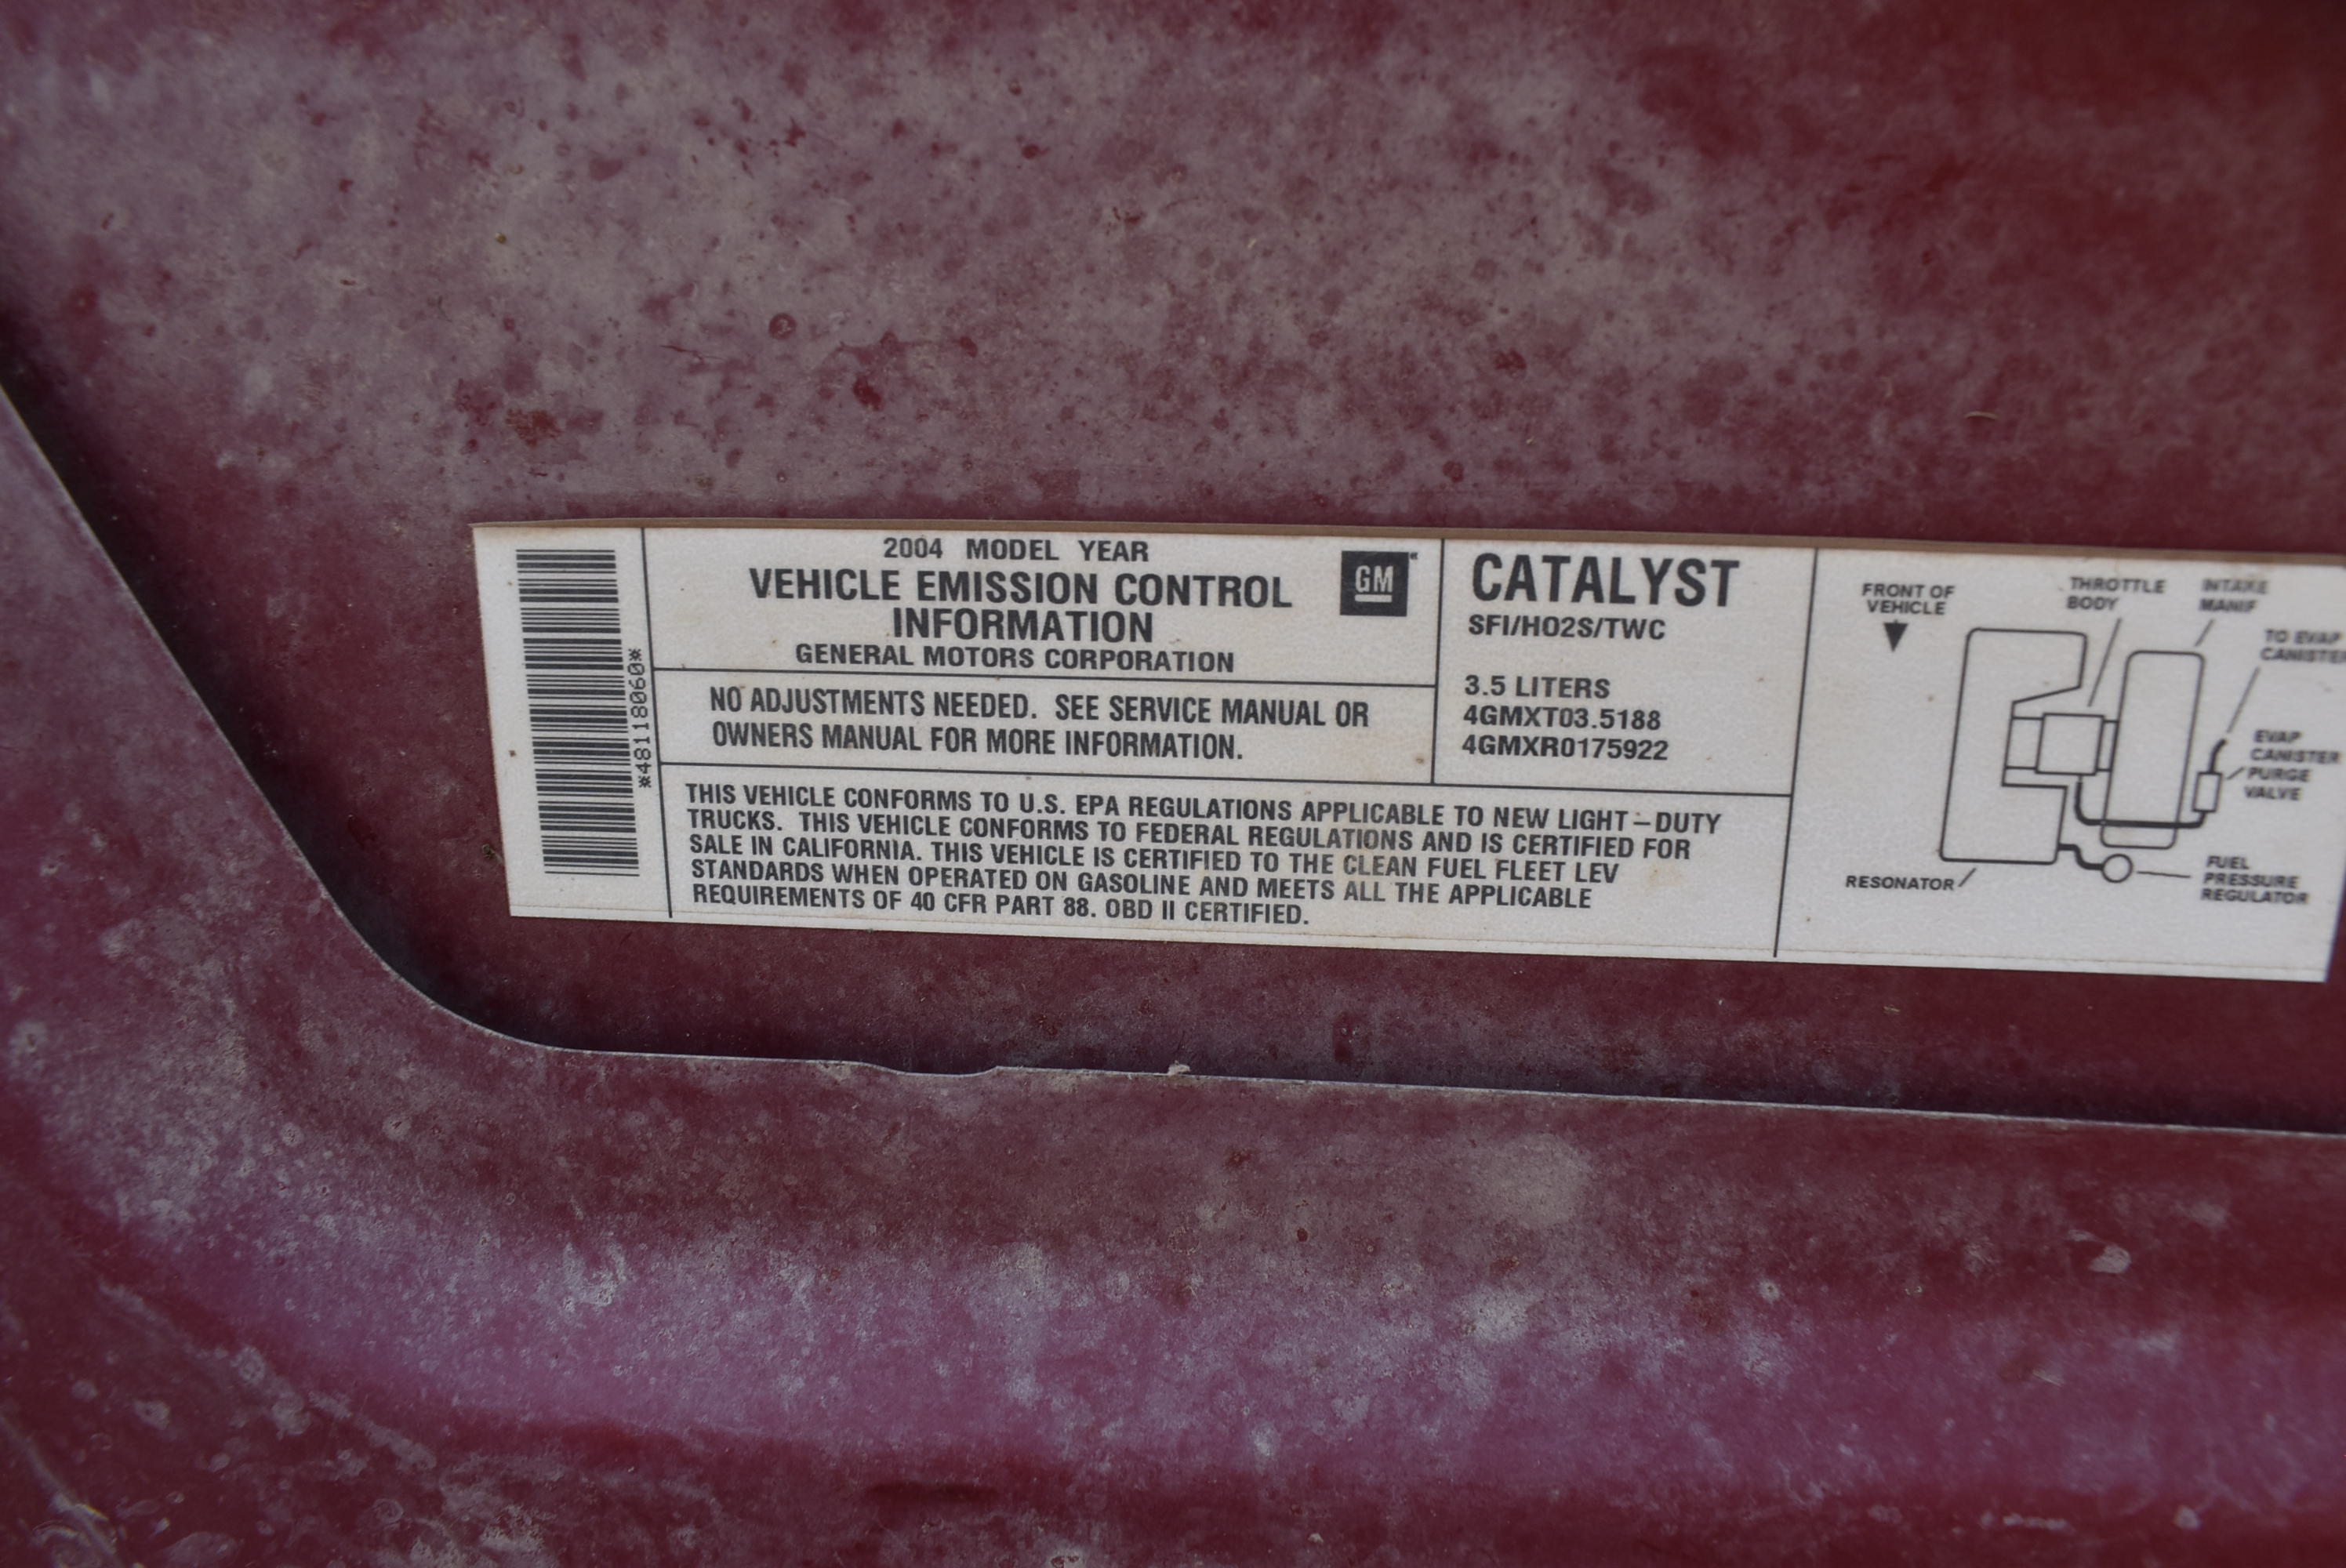 *481118060*
2004 MODEL YEAR
VEHICLE EMISSION CONTROL
INFORMATION
GENERAL MOTORS CORPORATION
GM
NO ADJUSTMENTS NEEDED. SEE SERVICE MANUAL OR
OWNERS MANUAL FOR MORE INFORMATION.
CATALYST
SFI/HO2S/TWC
3.5 LITERS
4GMXT03.5188
4GMXR0175922
THIS VEHICLE CONFORMS TO U.S. EPA REGULATIONS APPLICABLE TO NEW LIGHT-DUTY
TRUCKS. THIS VEHICLE CONFORMS TO FEDERAL REGULATIONS AND IS CERTIFIED FOR
SALE IN CALIFORNIA. THIS VEHICLE IS CERTIFIED TO THE CLEAN FUEL FLEET LEV
STANDARDS WHEN OPERATED ON GASOLINE AND MEETS ALL THE APPLICABLE
REQUIREMENTS OF 40 CFR PART 88. OBD II CERTIFIED.
FRONT OF
VEHICLE
THROTTLE
BODY
INTAKE
MANIF
TO EVAP
CANISTER
EVAP
CANISTER
PURGE
VALVE
FUEL
PRESSURE
REGULATOR
RESONATOR